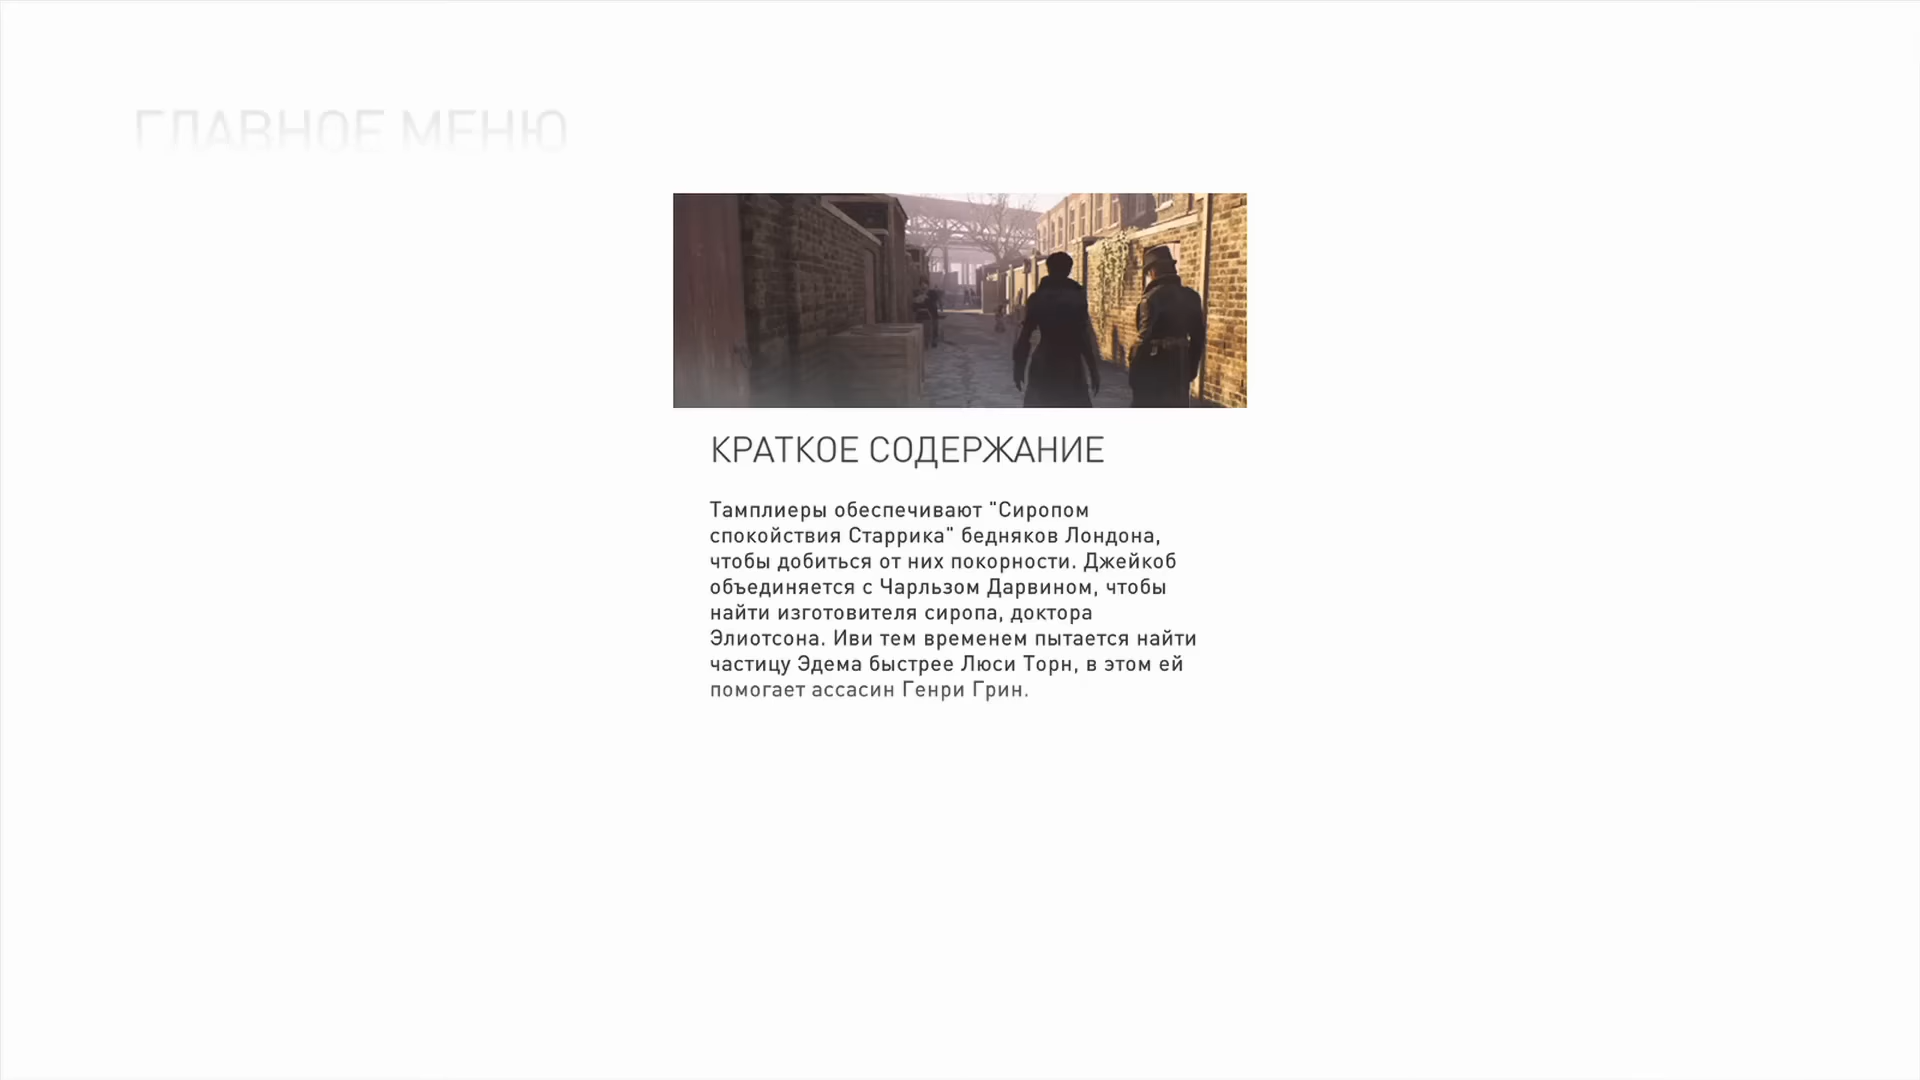 ГЛАВНОЕ МЕНЮ
КРАТКОЕ СОДЕРЖАНИЕ
Тамплиеры обеспечивают "Сиропом
спокойствия Старрика" бедняков Лондона,
чтобы добиться от них покорности. Джейкоб
объединяется с Чарльзом Дарвином, чтобы
найти изготовителя сиропа, доктора
Элиотсона. Иви тем временем пытается найти
частицу Эдема быстрее Люси Торн, в этом ей
помогает ассасин Генри Грин.